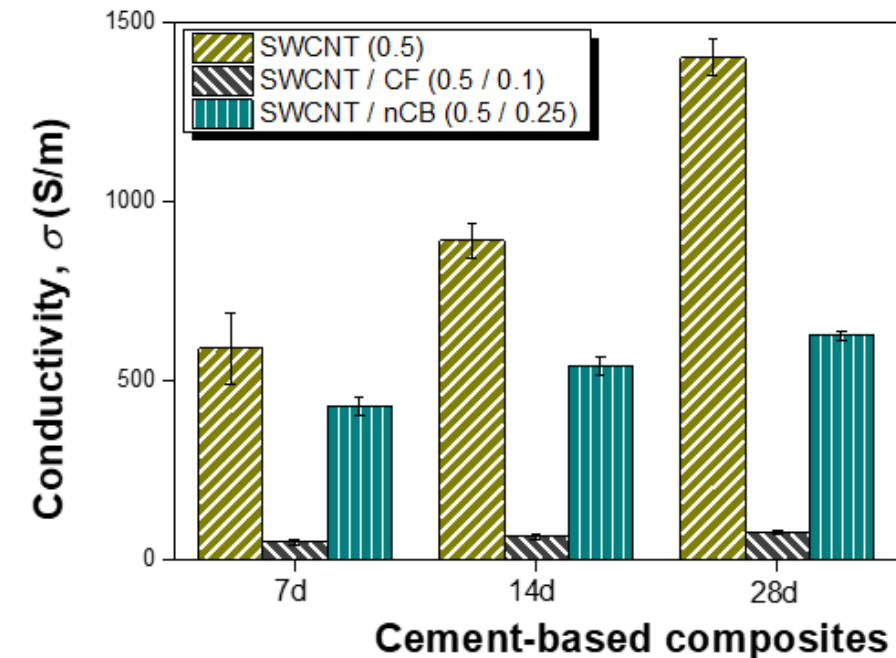 1500
SWCNT (0.5)
SWCNT / CF (0.5 / 0.1)
SWCNT / nCB (0.5 / 0.25)
1000
500
0
Conductivity, σ (S/m)
7d 14d 28d
Cement-based composites